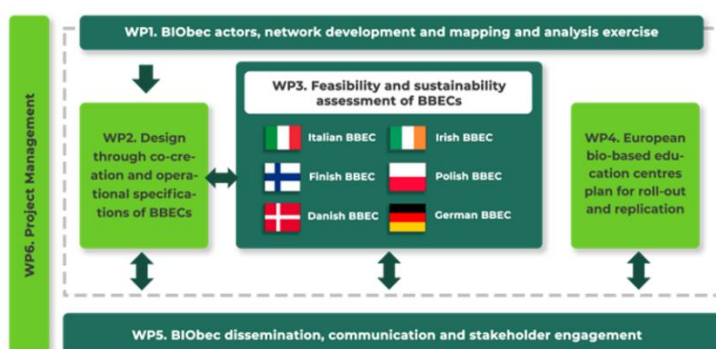 WP1. BIObec actors, network development and mapping and analysis exercise
WP6. Project Management
WP2. Design
through co-cre-
ation and opera-
tional specifica-
tions of BBECs
WP3. Feasibility and sustainability
assessment of BBECs
Italian BBEC
Irish BBEC
Finish BBEC
Polish BBEC
Danish BBEC
German BBEC
WP4. European
bio-based edu-
cation centres
plan for roll-out
and replication
WP5. BIObec dissemination, communication and stakeholder engagement